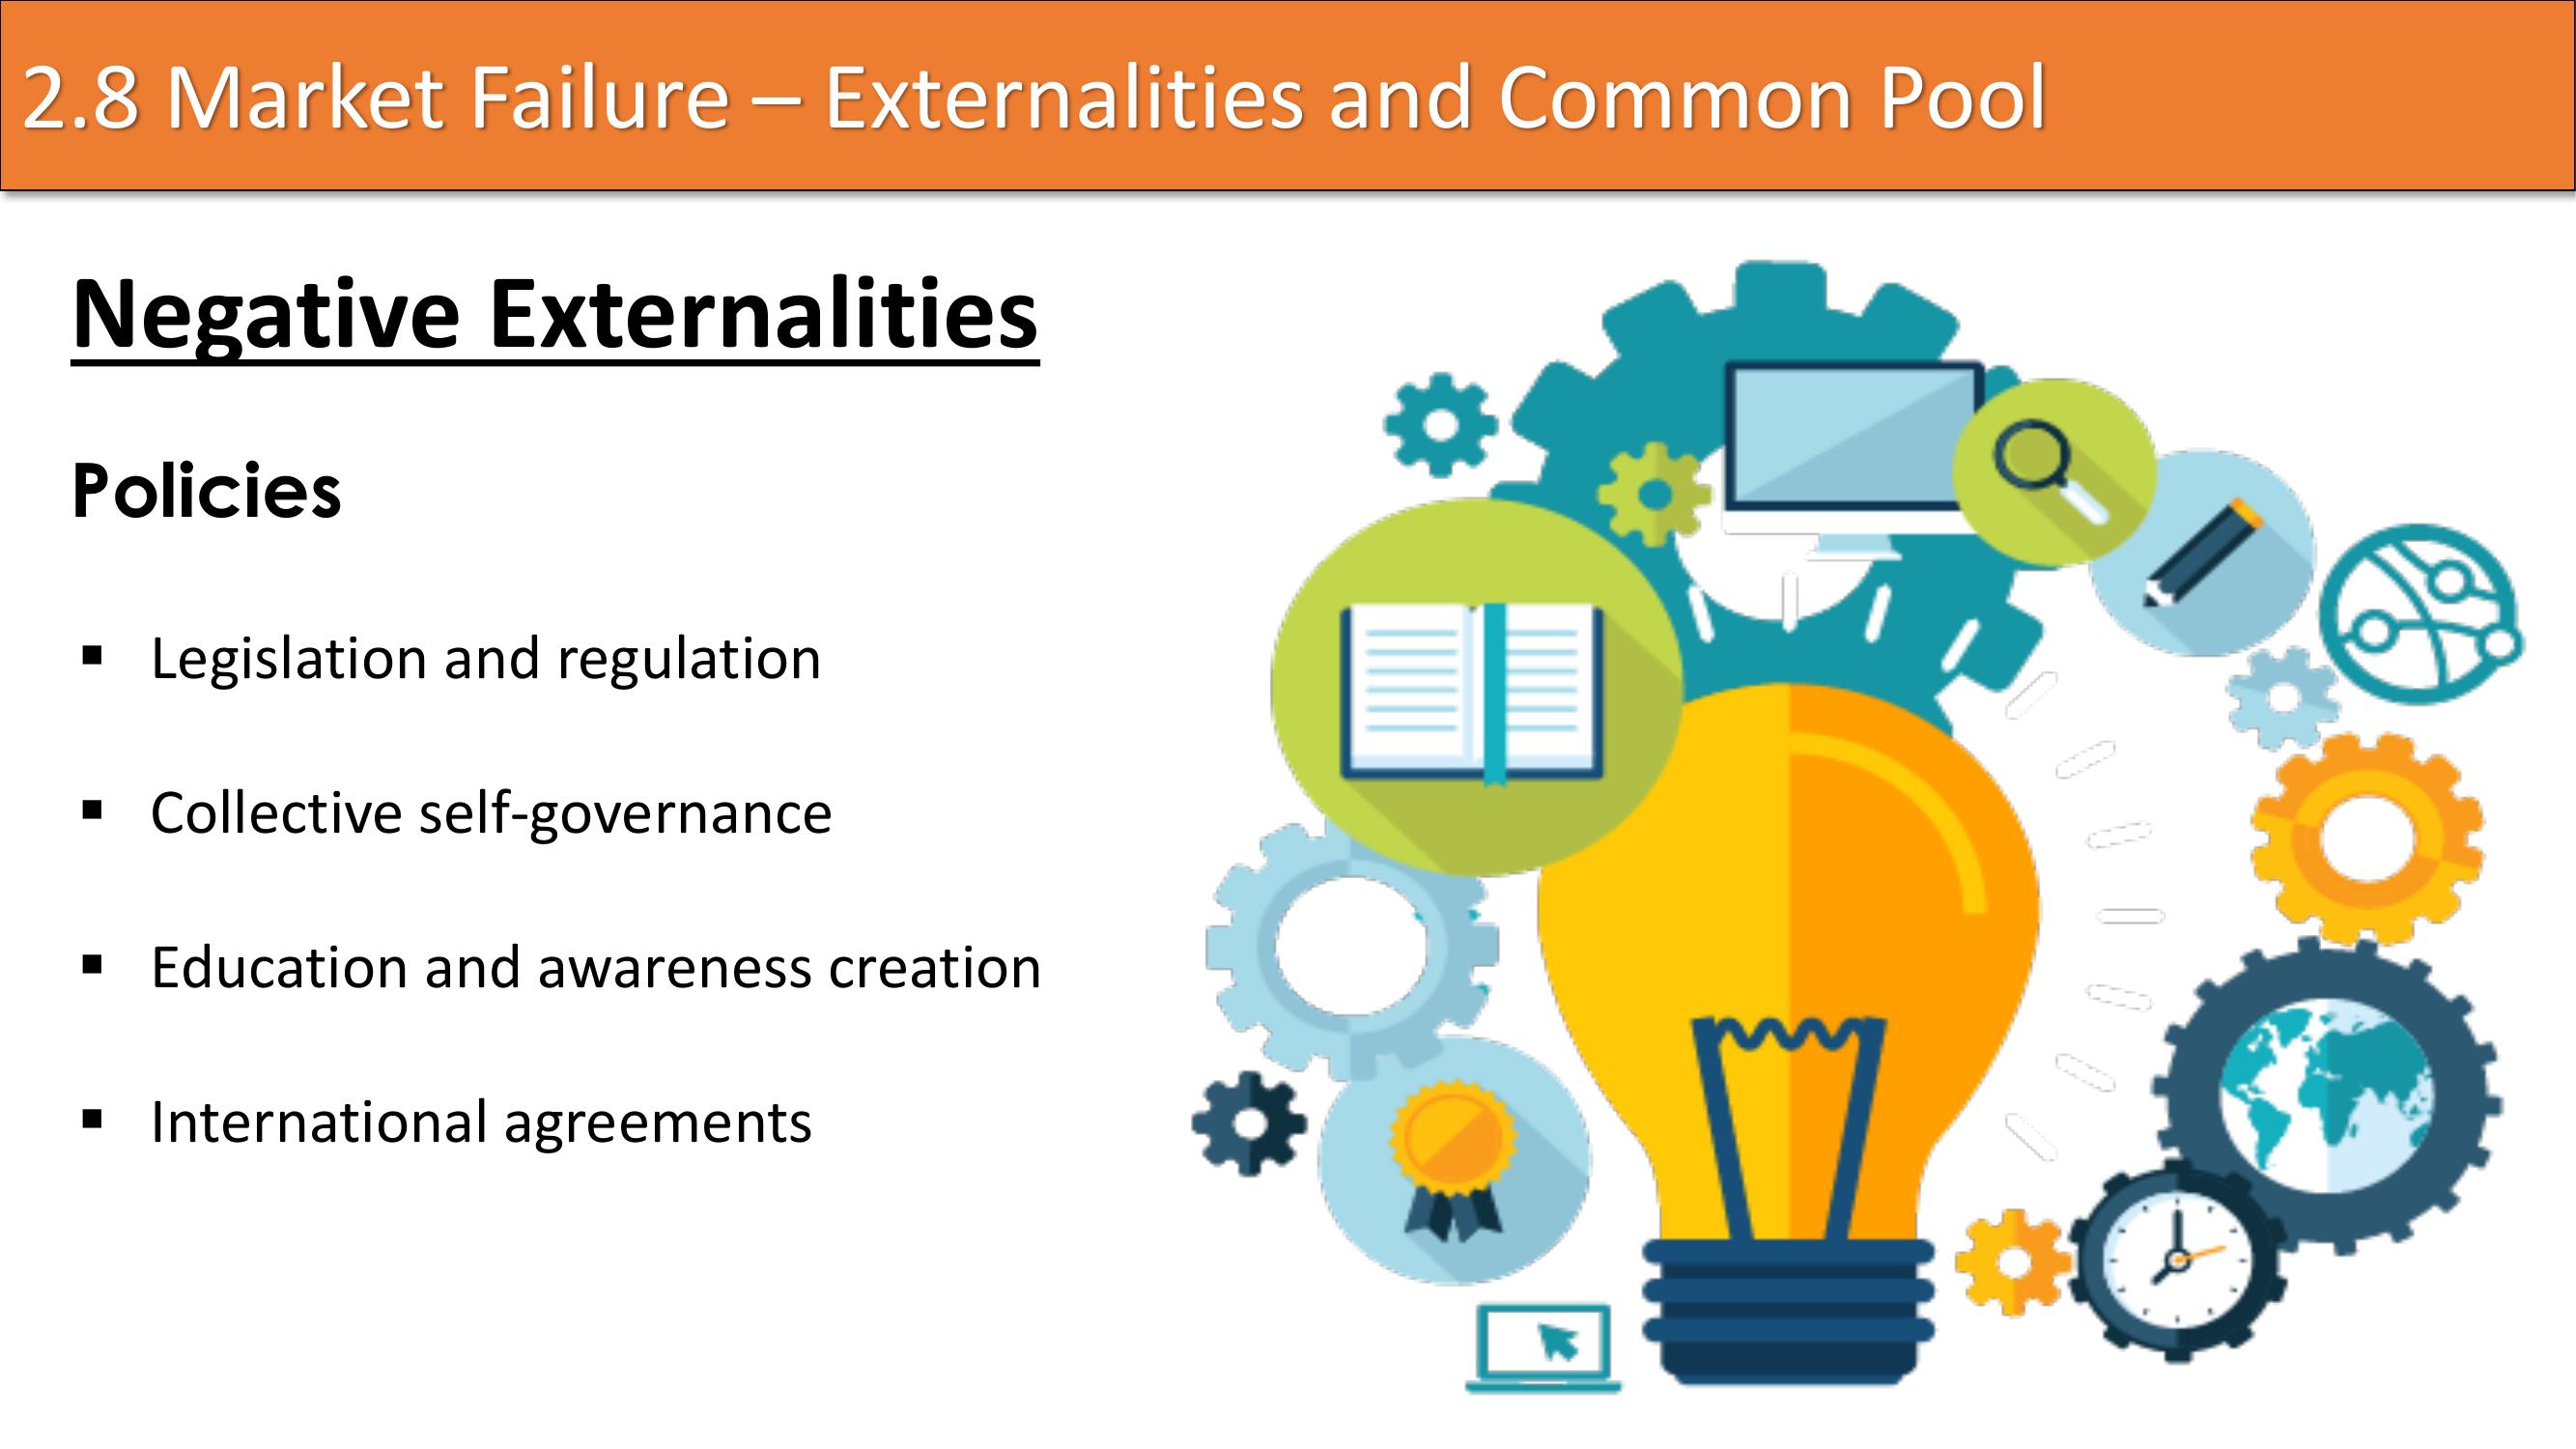 2.8 Market Failure – Externalities and Common Pool
Negative Externalities
Policies
▪ Legislation and regulation
▪ Collective self-governance
▪ Education and awareness creation
▪ International agreements